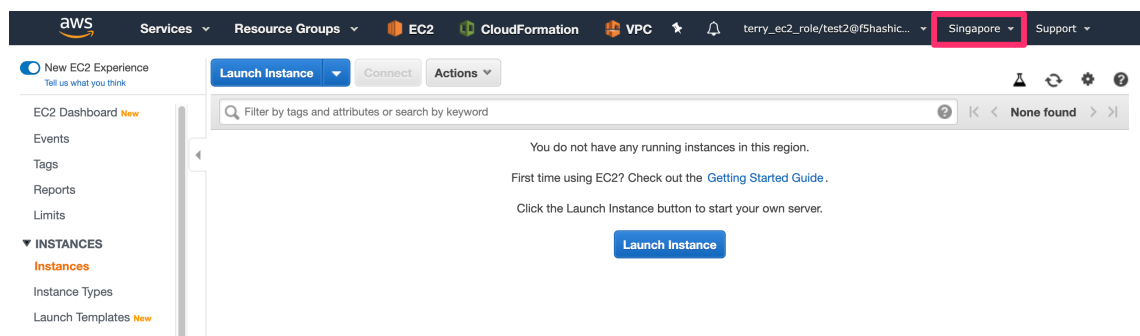 aws
Services
Resource Groups
EC2
CloudFormation
VPC
terry_ec2_role/test2@f5hashic...
Singapore
Support
New EC2 Experience
Tell us what you think
EC2 Dashboard New
Events
Tags
Reports
Limits
INSTANCES
Instances
Instance Types
Launch Templates New
Launch Instance
Connect
Actions
Filter by tags and attributes or search by keyword
None found
You do not have any running instances in this region.
First time using EC2? Check out the Getting Started Guide.
Click the Launch Instance button to start your own server.
Launch Instance